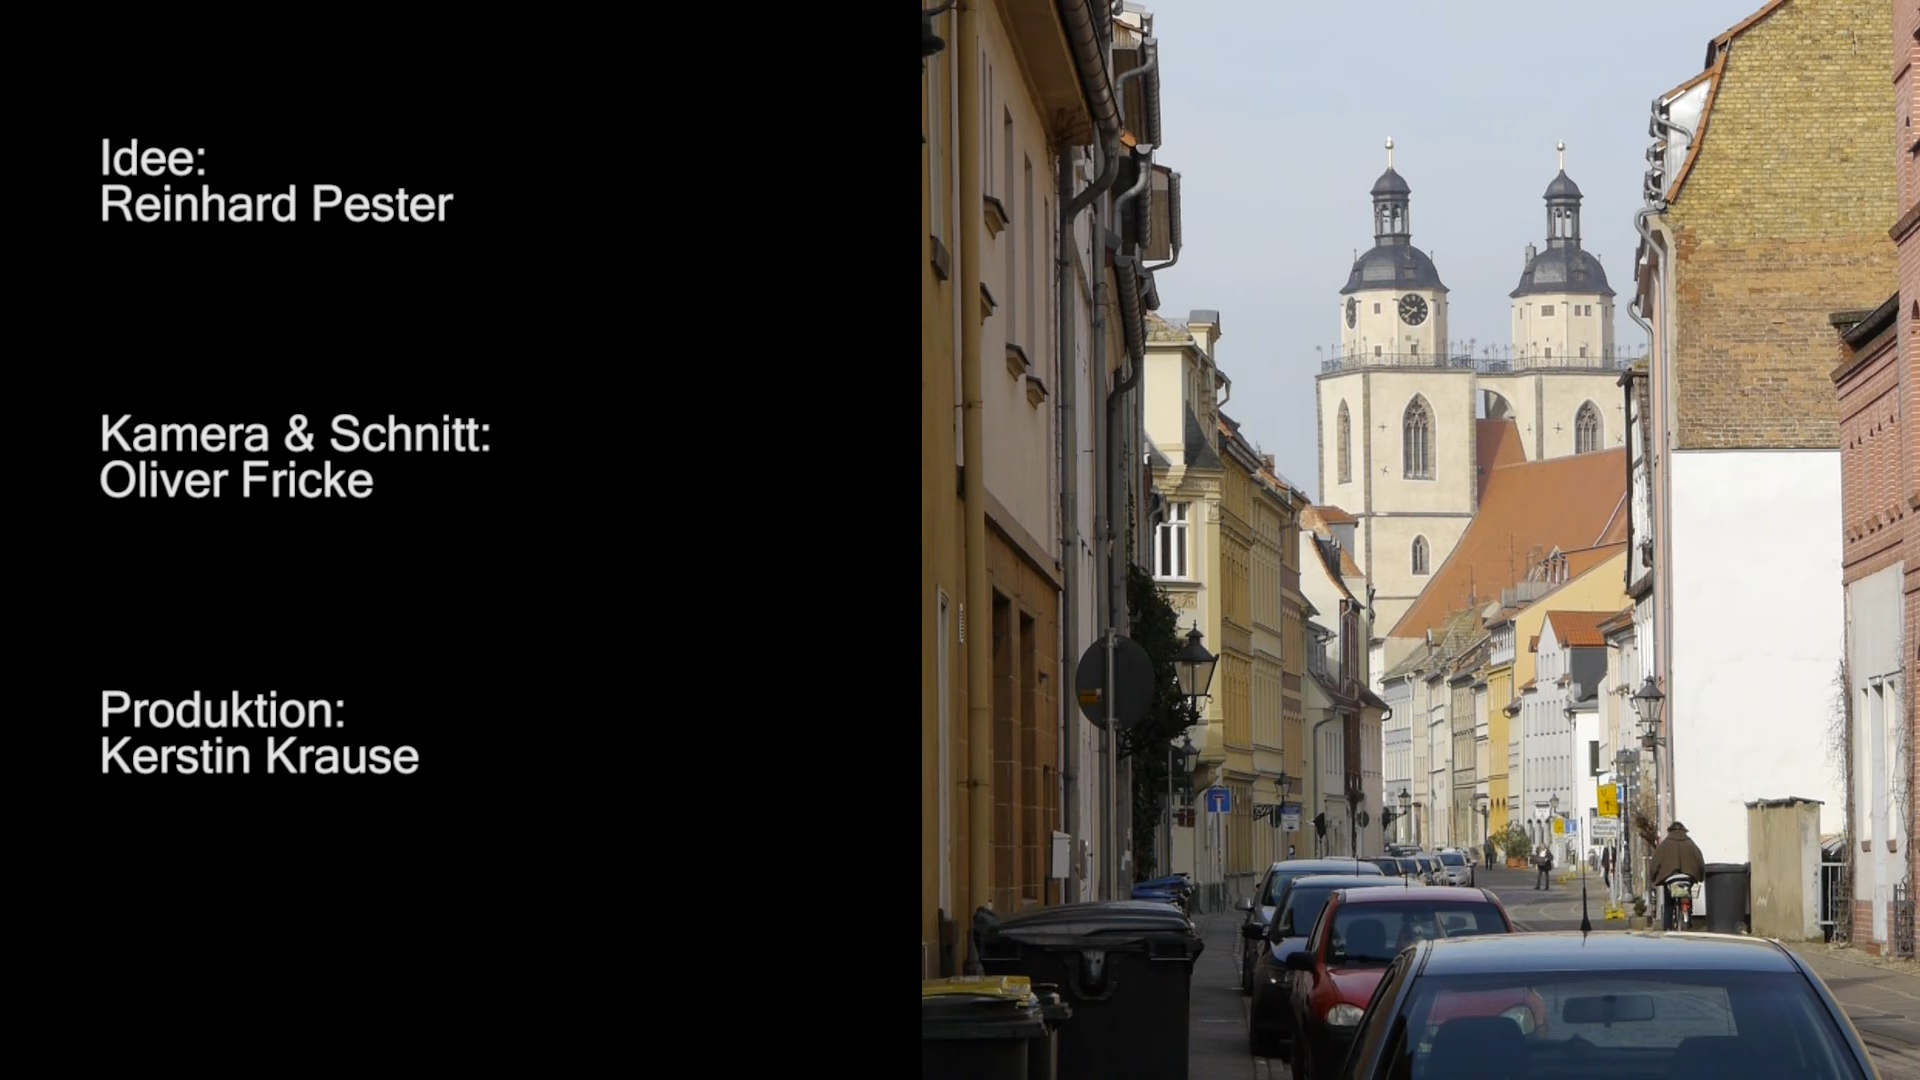 Idee:
Reinhard Pester
Kamera & Schnitt:
Oliver Fricke
Produktion:
Kerstin Krause